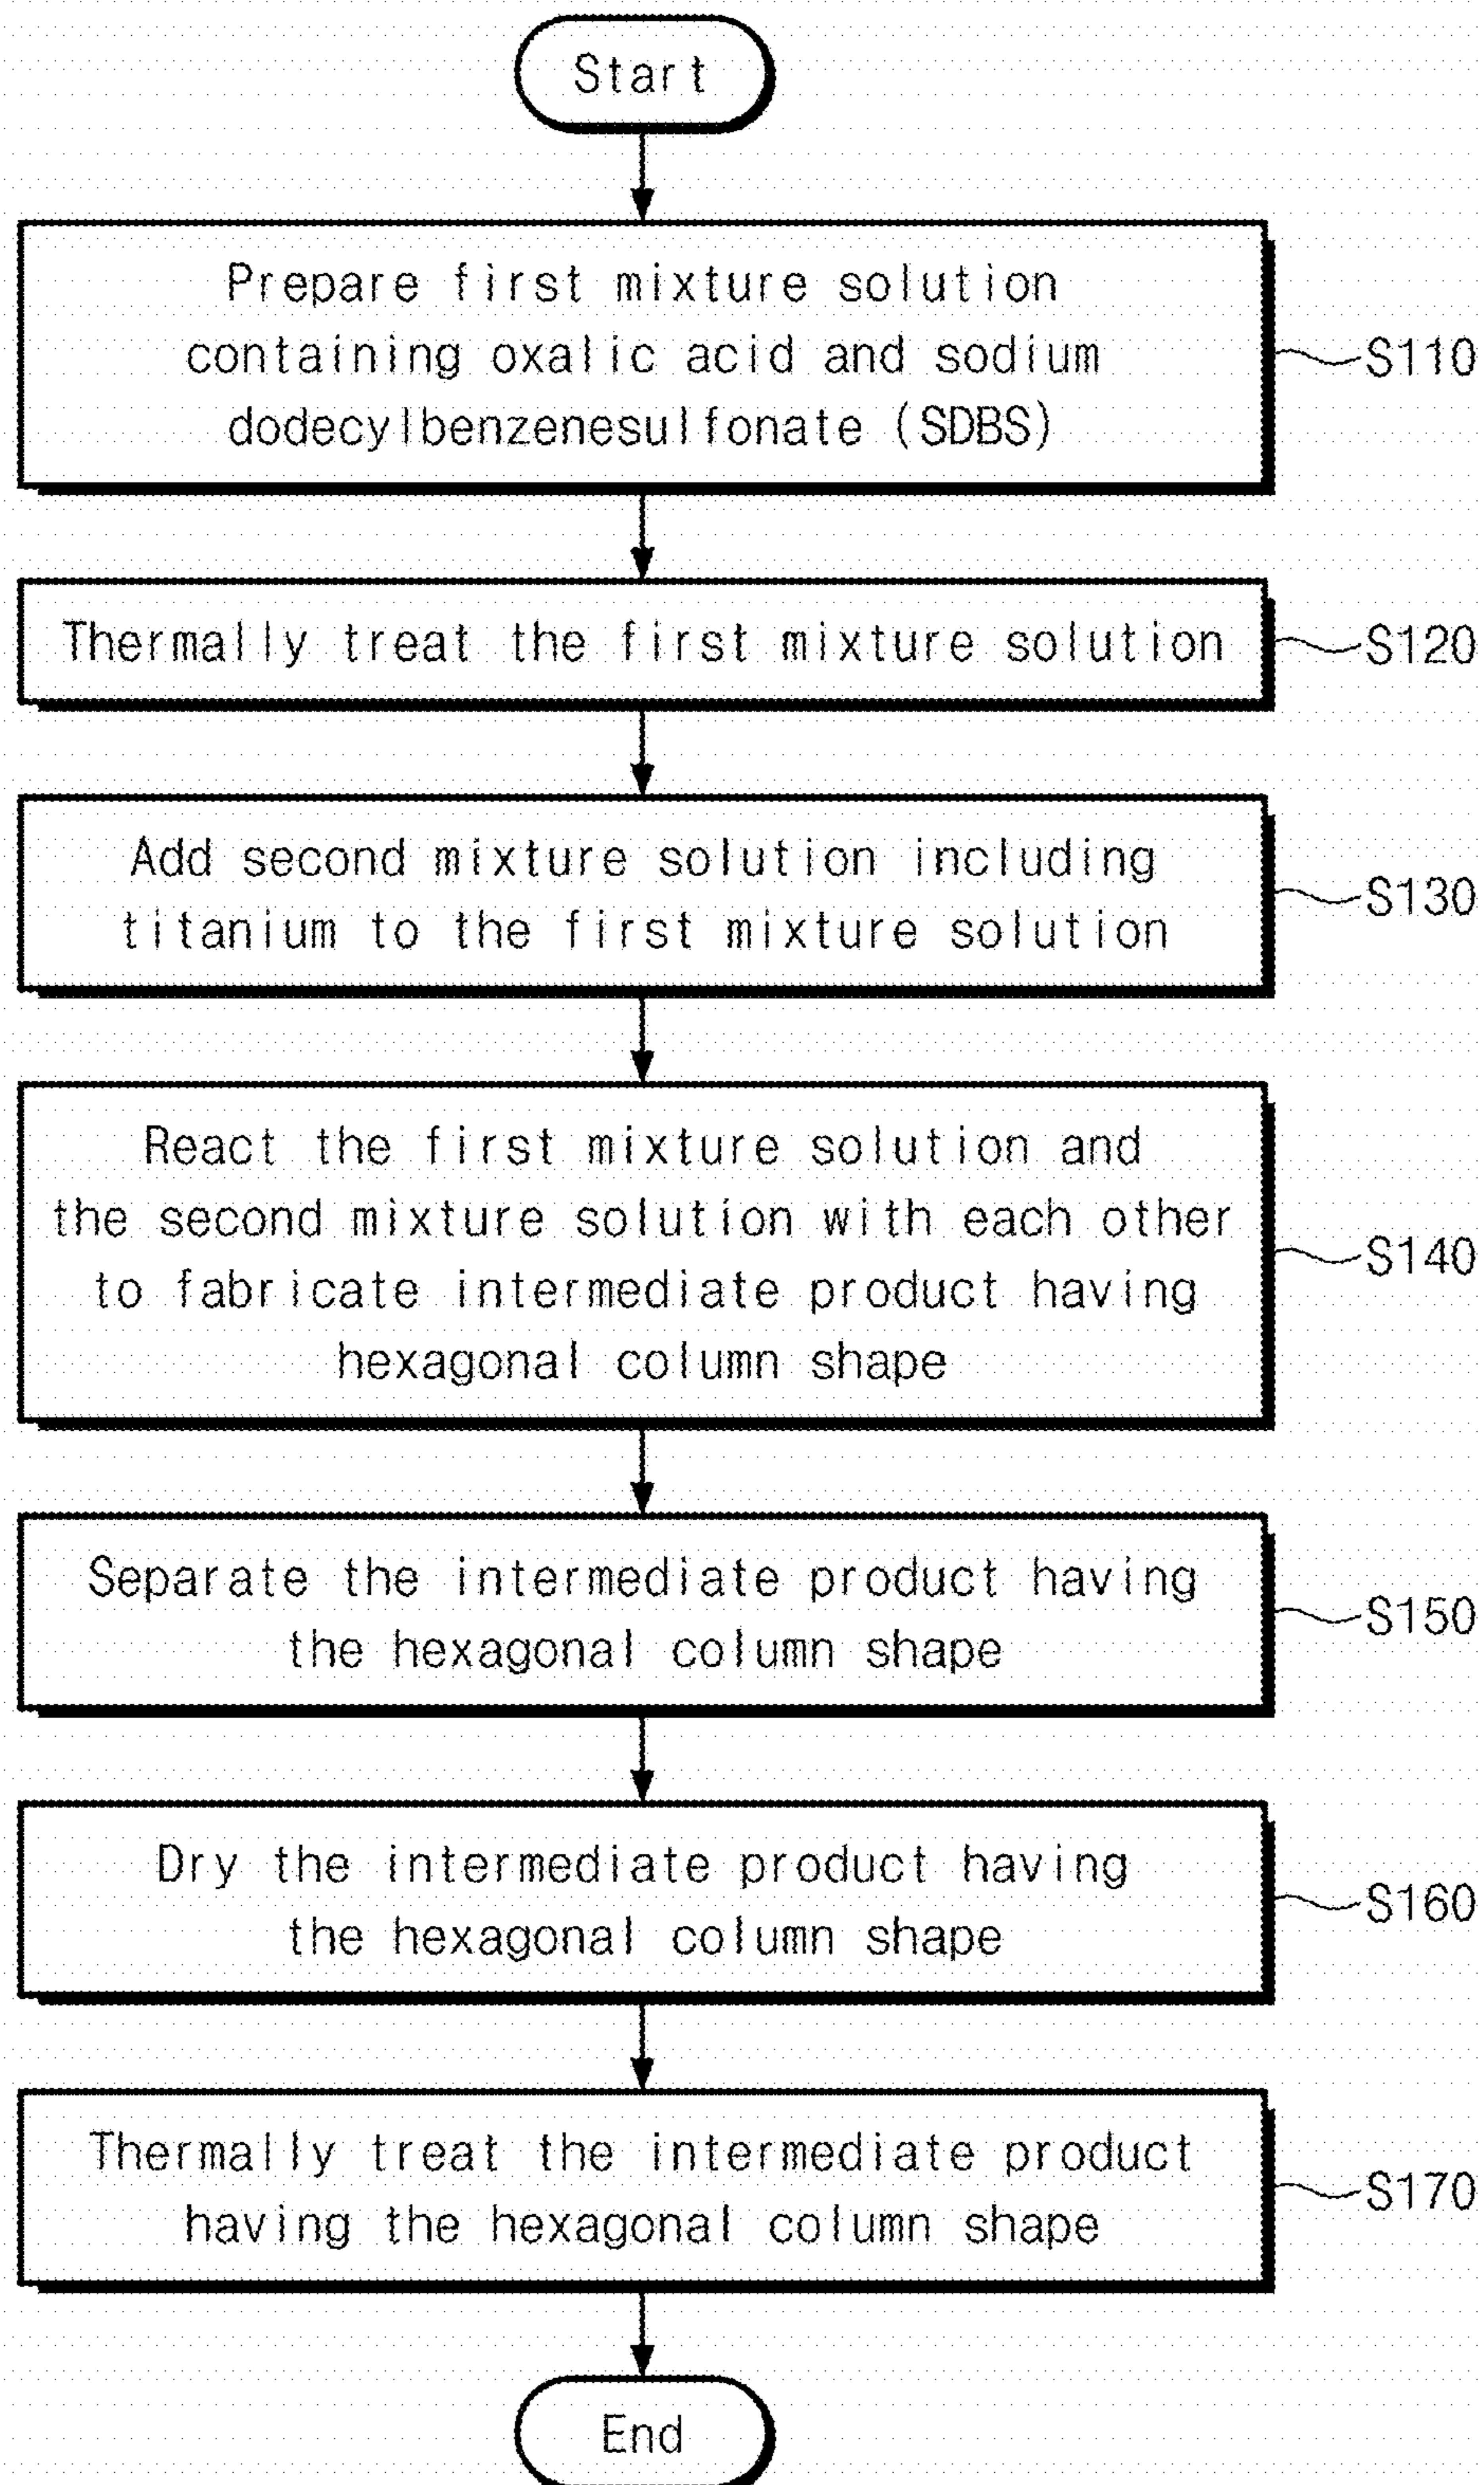 Start
Prepare first mixture solution
containing oxalic acid and sodium
dodecylbenzenesulfonate (SDBS)
S110
Thermally treat the first mixture solution
S120
Add second mixture solution including
titanium to the first mixture solution
S130
React the first mixture solution and
the second mixture solution with each other
to fabricate intermediate product having
hexagonal column shape
S140
Separate the intermediate product having
the hexagonal column shape
S150
Dry the intermediate product having
the hexagonal column shape
S160
Thermally treat the intermediate product
having the hexagonal column shape
S170
End